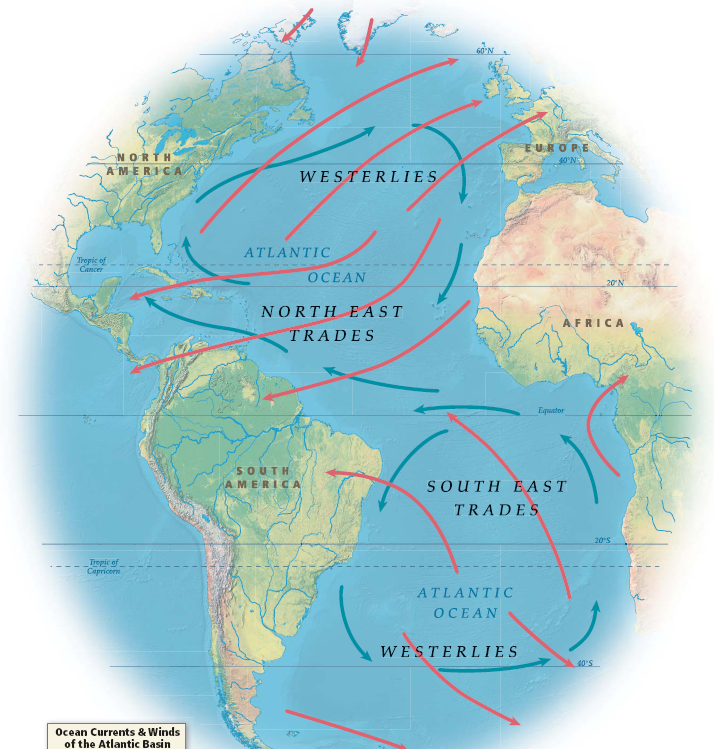 60°N
NORTH
AMERICA
EUROPE
40°N
WESTERLIES
ATLANTIC
OCEAN
Tropic of
Cancer
20°N
NORTH EAST
TRADES
AFRICA
Equator
SOUTH
AMERICA
SOUTH EAST
TRADES
20°S
Tropic of
Capricorn
ATLANTIC
OCEAN
WESTERLIES
40°S
Ocean Currents & Winds
of the Atlantic Basin